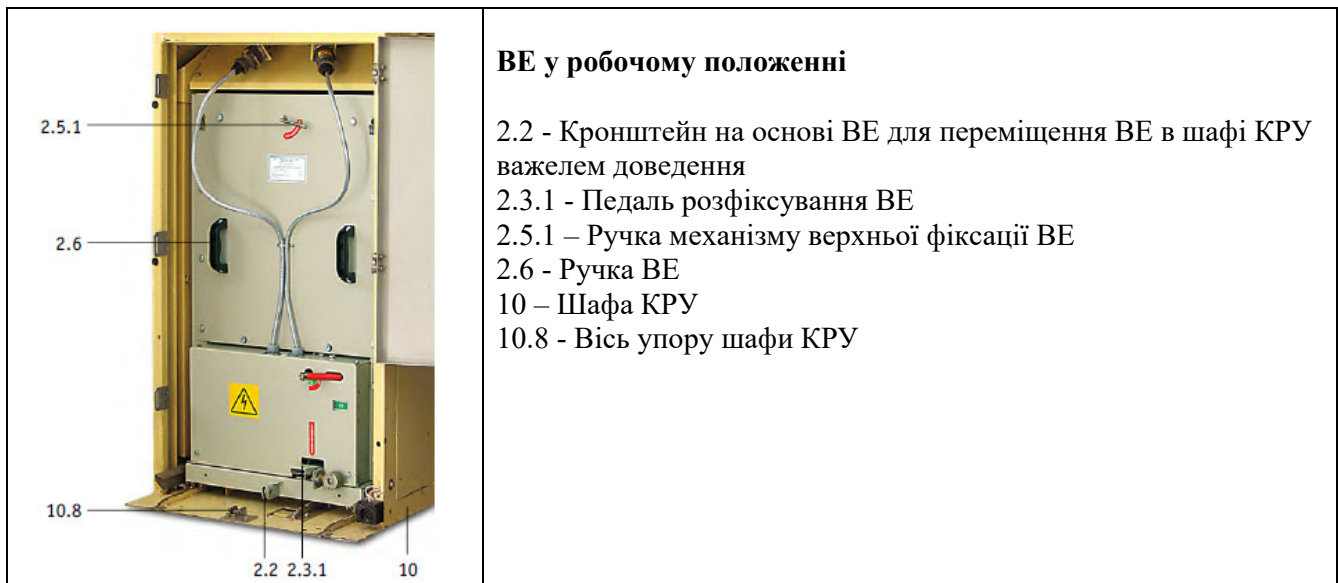 2.5.1
2.6
10.8
2.2 2.3.1 10
ВЕ у робочому положенні
2.2 - Кронштейн на основі ВЕ для переміщення ВЕ в шафі КРУ
важелем доведення
2.3.1 - Педаль розфіксування ВЕ
2.5.1 – Ручка механізму верхньої фіксації ВЕ
2.6 - Ручка ВЕ
10 – Шафа КРУ
10.8 - Вісь упору шафи КРУ